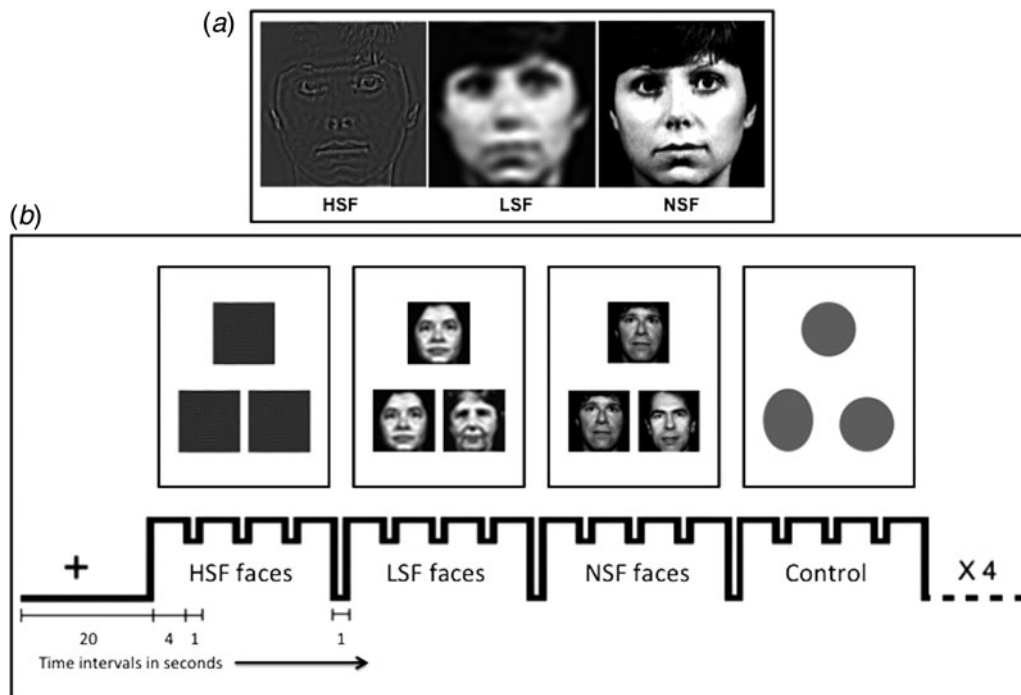 (a)
HSF LSF NSF
(b)
+
HSF faces LSF faces NSF faces Control X 4
20 4 1 1
Time intervals in seconds